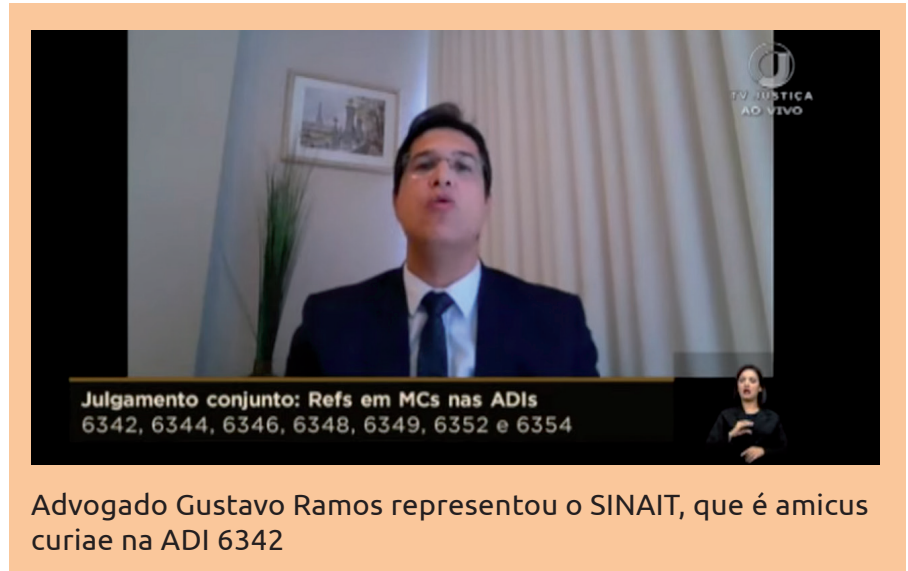 TV JUSTIÇA
AO VIVO
Julgamento conjunto: Refs em MCs nas ADIs
6342, 6344, 6346, 6348, 6349, 6352 e 6354
Advogado Gustavo Ramos representou o SINAIT, que é amicus
curiae na ADI 6342